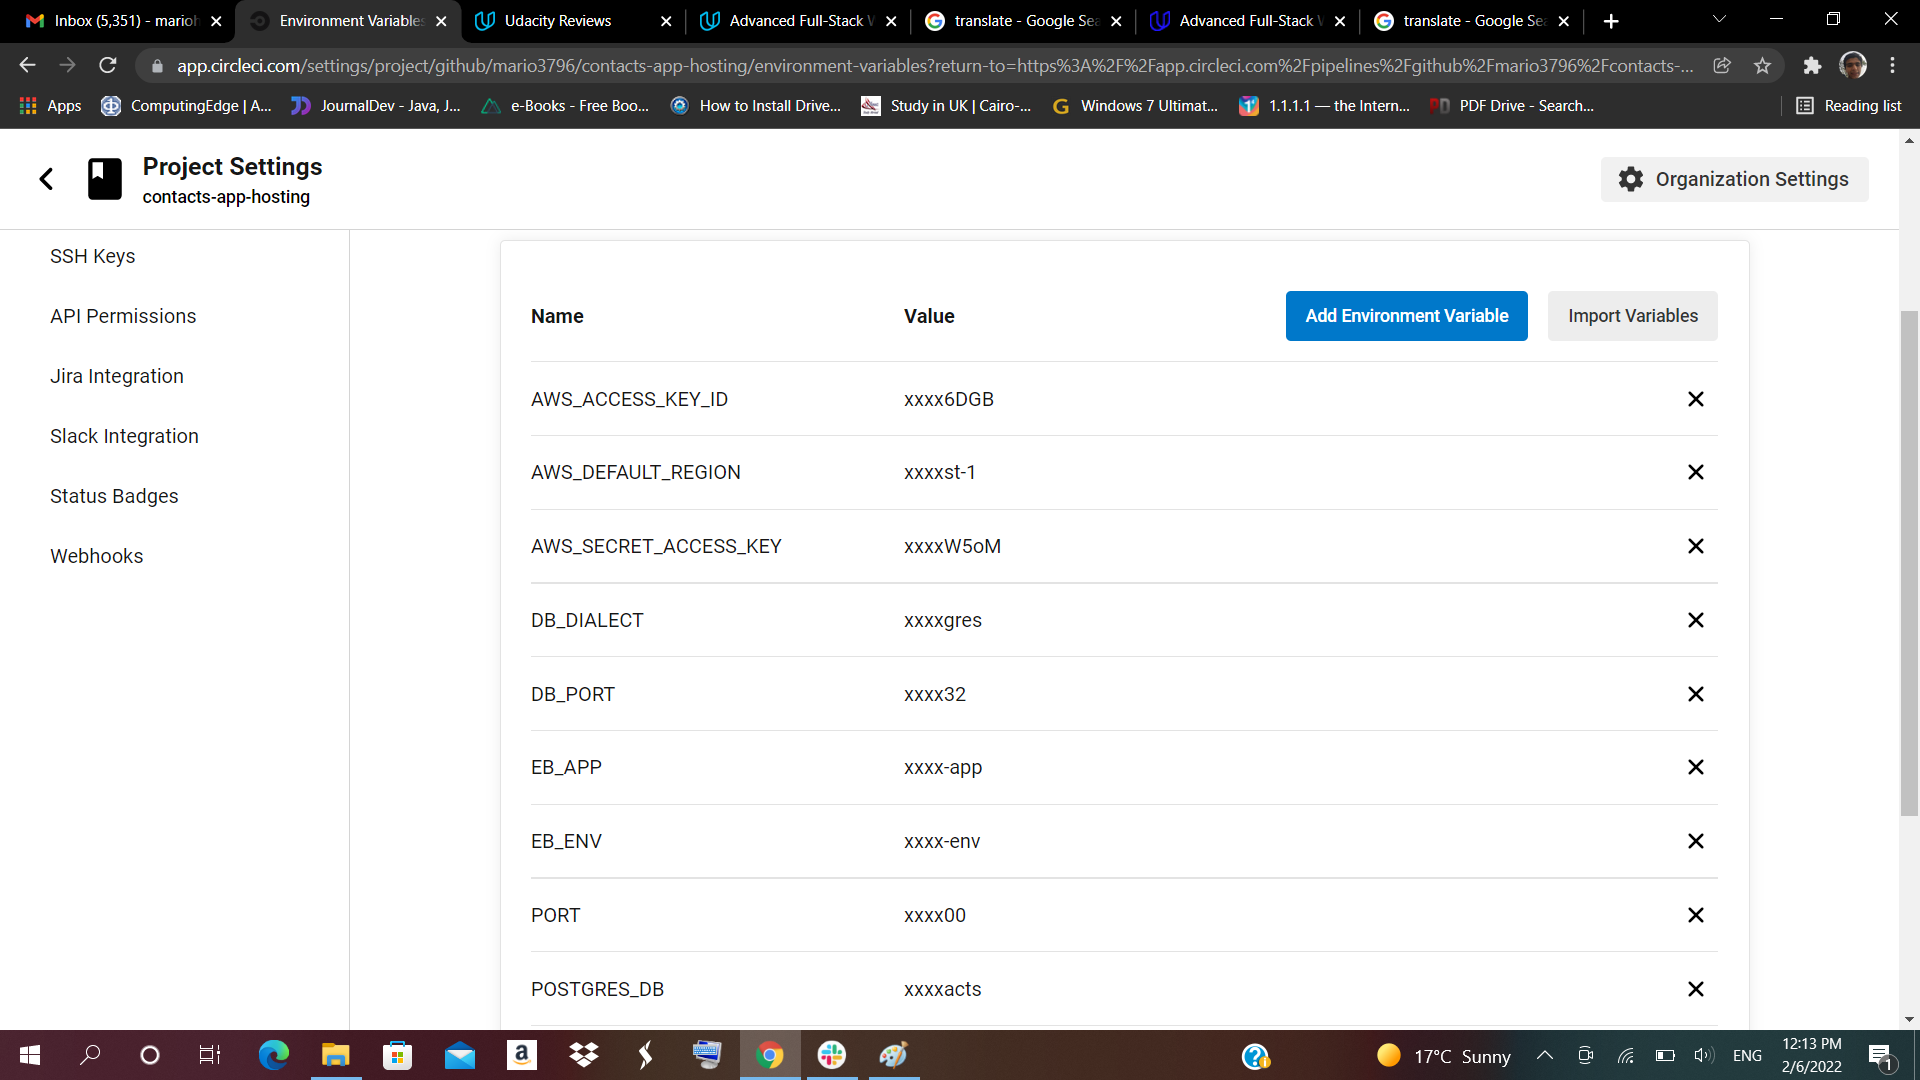 Inbox (5,351) - marioh
Environment Variables
Udacity Reviews
Advanced Full-Stack W
translate - Google Sea
Advanced Full-Stack W
translate - Google Sea
app.circleci.com/settings/project/github/mario3796/contacts-app-hosting/environment-variables?return-to=https%3A%2F%2Fapp.circleci.com%2Fpipelines%2Fgithub%2Fmario3796%2Fcontacts-...
Apps
ComputingEdge | A...
JournalDev - Java, J...
e-Books - Free Boo...
How to Install Drive...
Study in UK | Cairo-...
Windows 7 Ultimat...
1.1.1.1 — the Intern...
PDF Drive - Search...
Reading list
Project Settings
contacts-app-hosting
Organization Settings
SSH Keys
API Permissions
Jira Integration
Slack Integration
Status Badges
Webhooks
Name Value Add Environment Variable Import Variables
AWS_ACCESS_KEY_ID xxxx6DGB
AWS_DEFAULT_REGION xxxxst-1
AWS_SECRET_ACCESS_KEY xxxxW5oM
DB_DIALECT xxxxgres
DB_PORT xxxx32
EB_APP xxxx-app
EB_ENV xxxx-env
PORT xxxx00
POSTGRES_DB xxxxacts
17°C Sunny
ENG
12:13 PM
2/6/2022
1